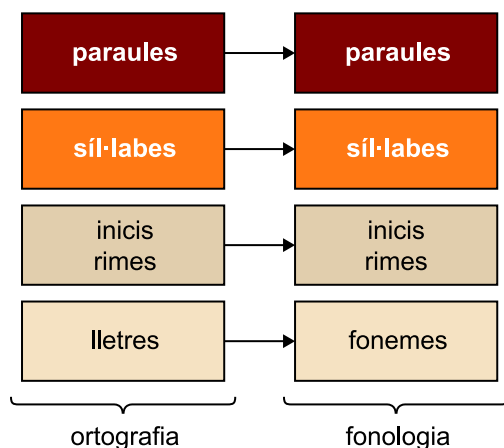 paraules paraules
síl·labes síl·labes
inicis inicis
rimes rimes
lletres fonemes
ortografia fonologia